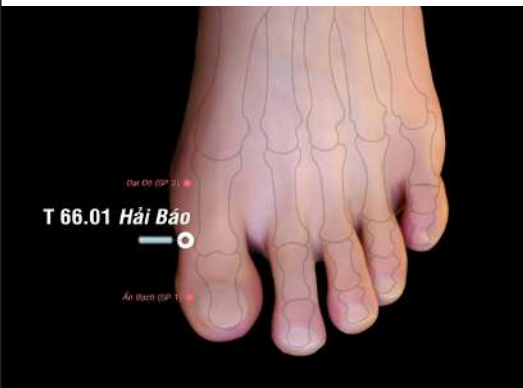 Đại Đô (SP 2)
T 66.01 Hải Báo
Ẩn Bạch (SP 1)